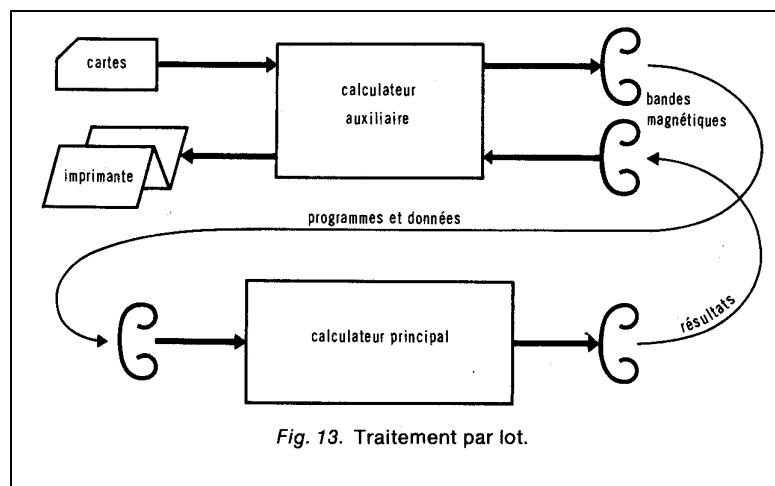 cartes
calculateur
auxiliaire
bandes
magnétiques
imprimante
programmes et données
calculateur principal
résultats
Fig. 13. Traitement par lot.